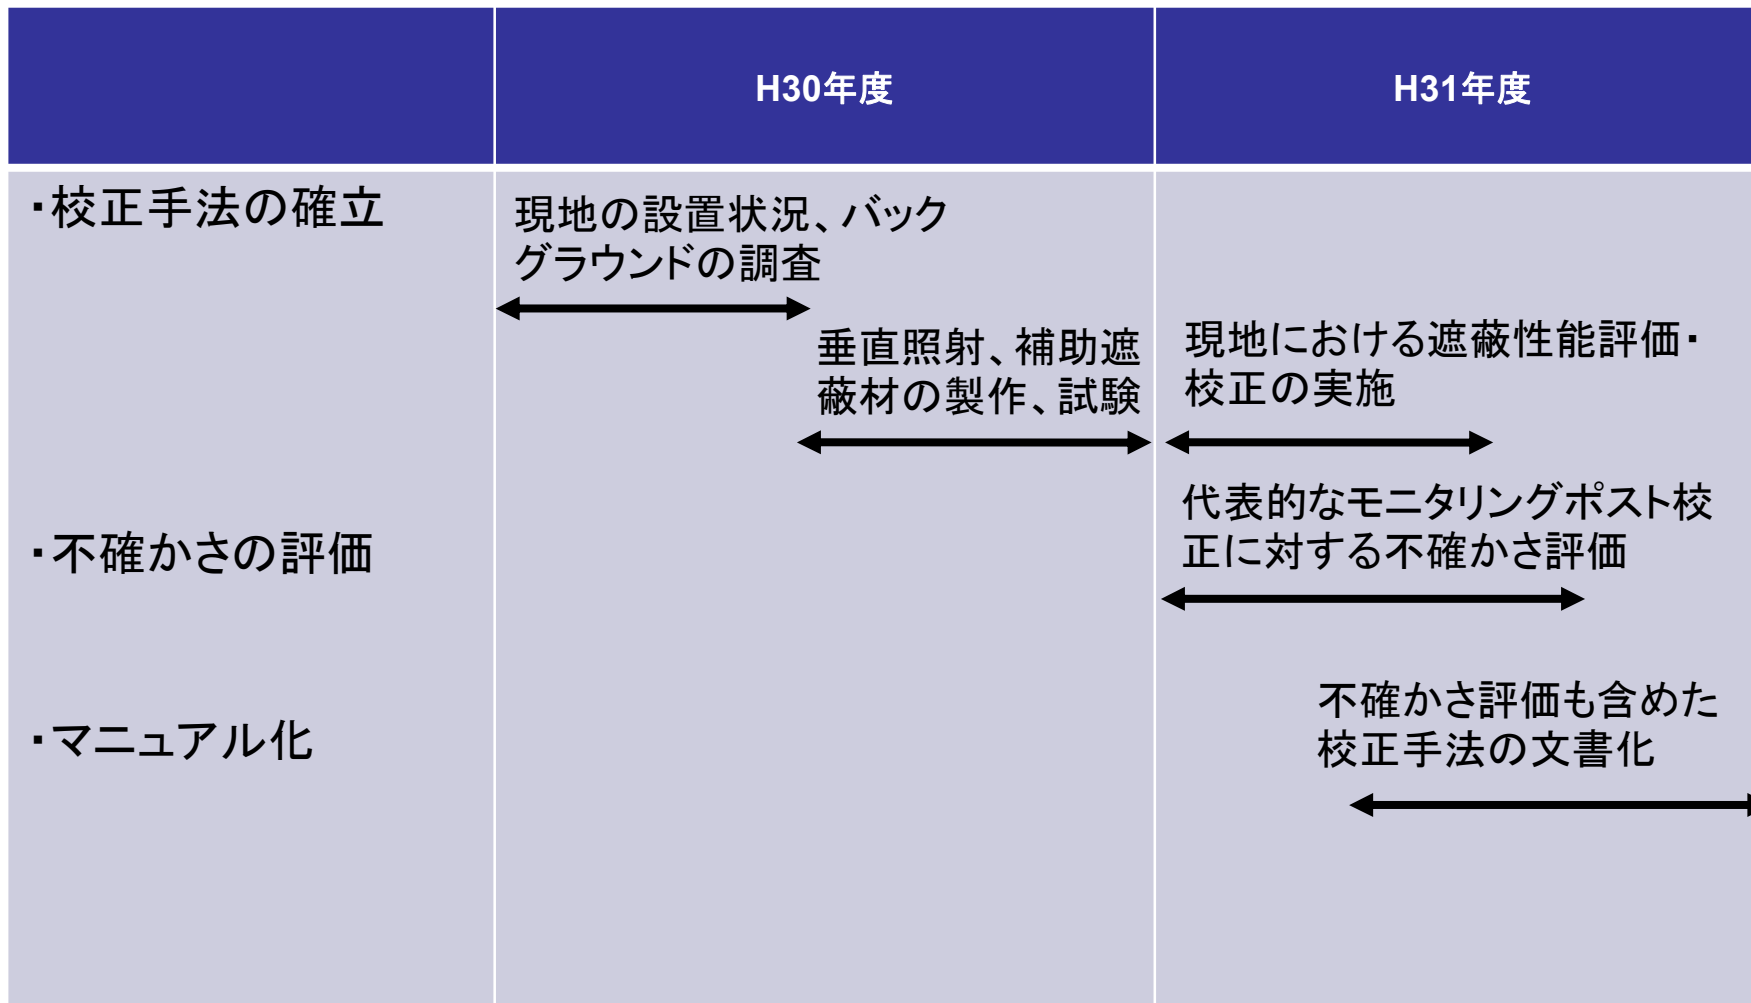 H30年度
H31年度
・校正手法の確立
現地の設置状況、バック
グラウンドの調査
垂直照射、補助遮
蔽材の製作、試験
現地における遮蔽性能評価・
校正の実施
・不確かさの評価
代表的なモニタリングポスト校
正に対する不確かさ評価
・マニュアル化
不確かさ評価も含めた
校正手法の文書化